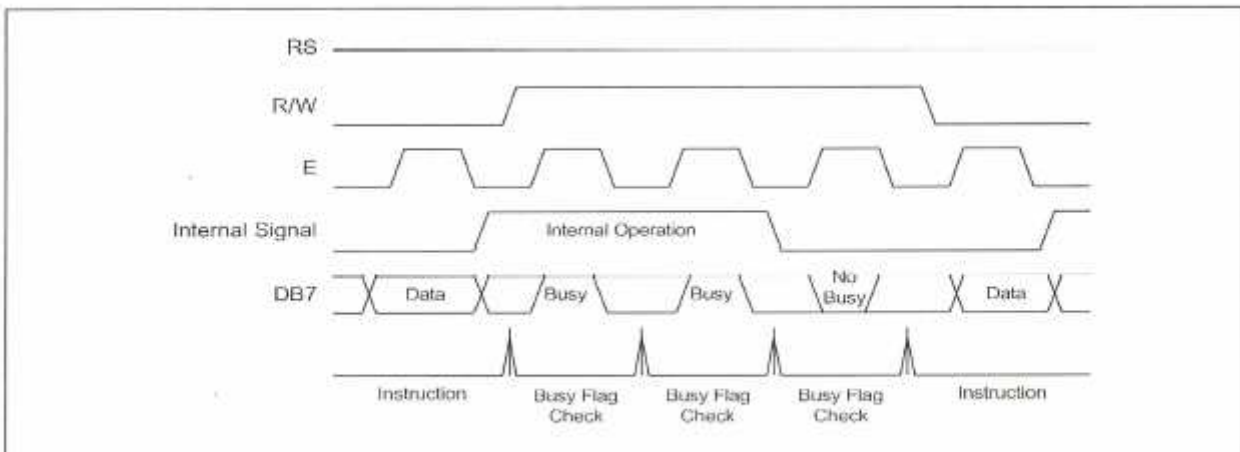 RS
R/W
E
Internal Signal
Internal Operation
DB7
Data
Busy
Busy
No
Busy
Data
Instruction
Busy Flag
Check
Busy Flag
Check
Busy Flag
Check
Instruction